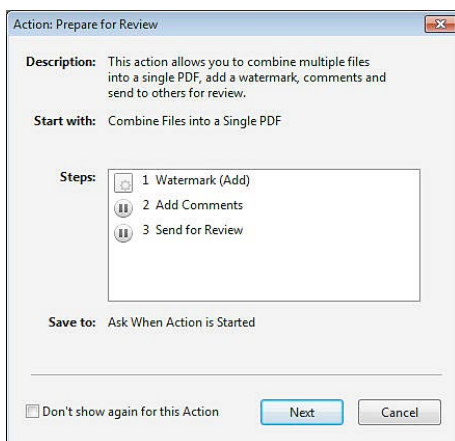 Action: Prepare for Review
Description: This action allows you to combine multiple files
into a single PDF, add a watermark, comments and
send to others for review.
Start with: Combine Files into a Single PDF
Steps: 1 Watermark (Add)
2 Add Comments
3 Send for Review
Save to: Ask When Action is Started
Don't show again for this Action Next Cancel